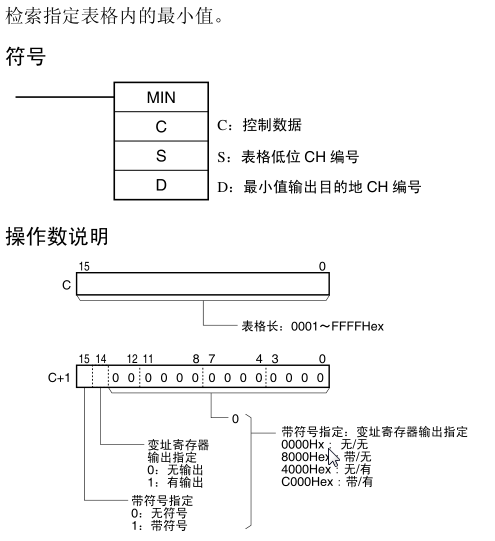 检索指定表格内的最小值。
符号
MIN
C
C：控制数据
S
S：表格低位 CH 编号
D
D：最小值输出目的地 CH 编号
操作数说明
15 0
C
表格长：0001～FFFFHex
15 14 12 11 8 7 4 3 0
C+1
0 0 0 0 0 0 0 0 0 0 0 0 0 0
0
变址寄存器
输出指定
0：无输出
1：有输出
带符号指定
0：无符号
1：带符号
带符号指定：变址寄存器输出指定
0000Hx：无/无
8000Hex：带/无
4000Hex：无/有
C000Hex：带/有